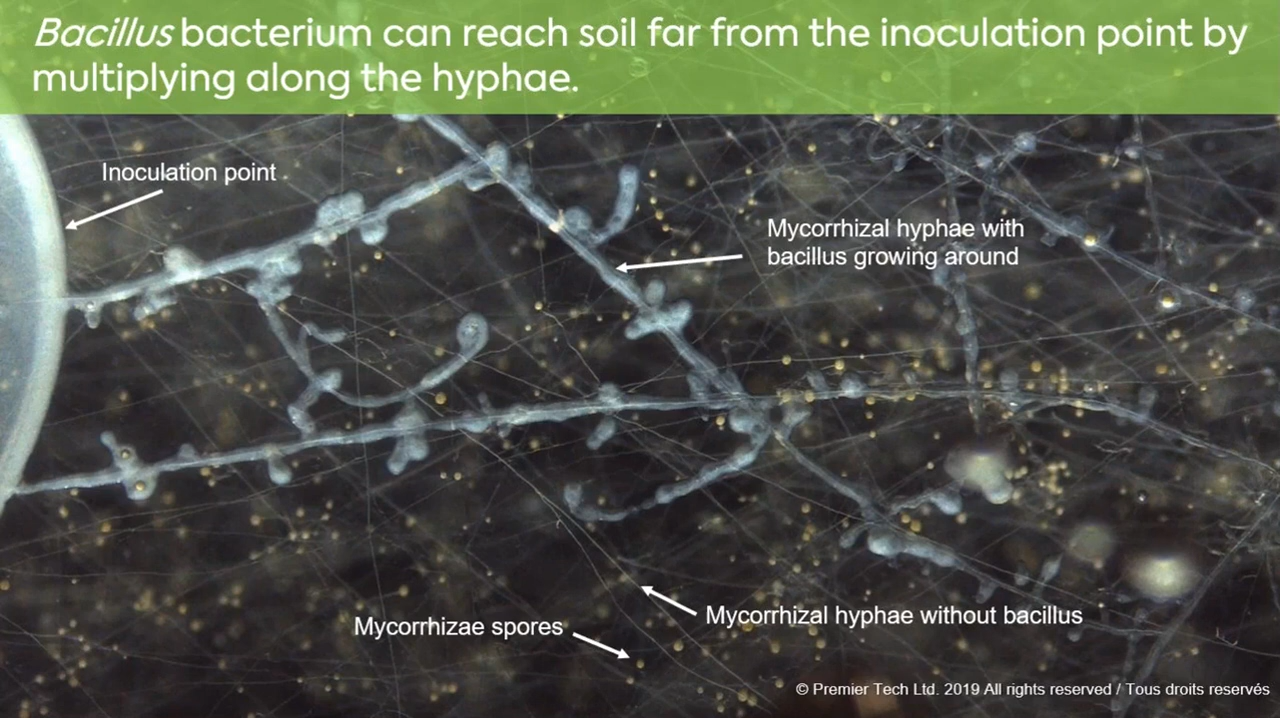 Bacillus bacterium can reach soil far from the inoculation point by
multiplying along the hyphae.
Inoculation point
Mycorrhizal hyphae with
bacillus growing around
Mycorrhizal hyphae without bacillus
Mycorrhizae spores
© Premier Tech Ltd. 2019 All rights reserved / Tous droits reservés